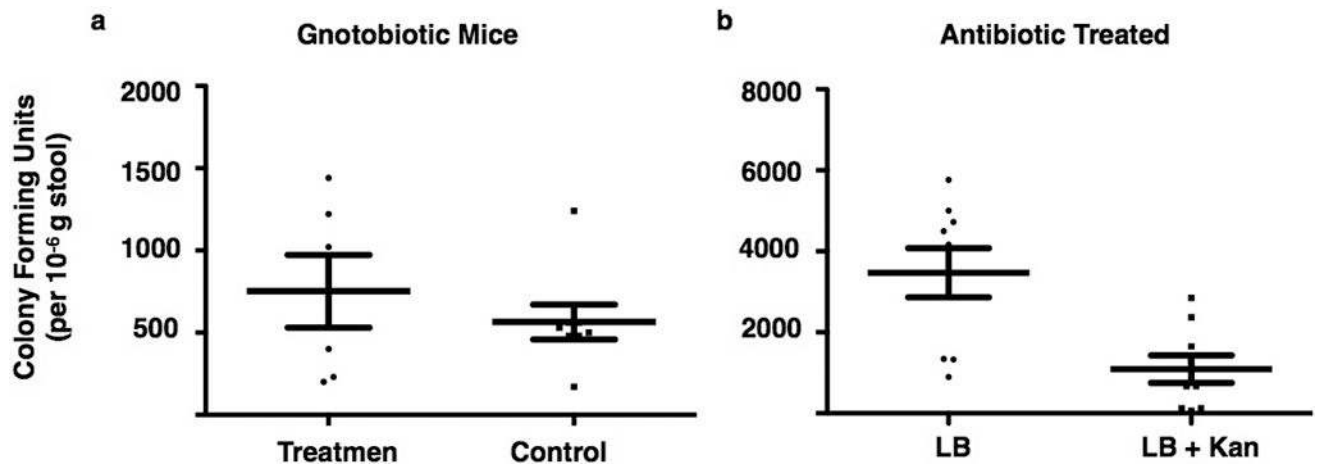 a
Gnotobiotic Mice
Colony Forming Units
(per 10⁻⁶ g stool)
2000
1500
1000
500
Treatmen
Control
b
Antibiotic Treated
8000
6000
4000
2000
LB
LB + Kan